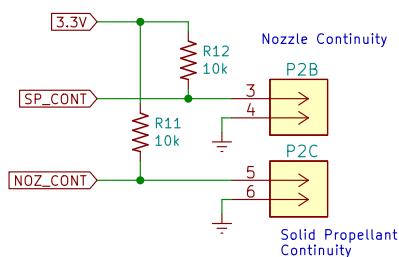 3.3V
R12
10k
Nozzle Continuity
P2B
SP_CONT
3
4
R11
10k
P2C
NOZ_CONT
5
6
Solid Propellant
Continuity